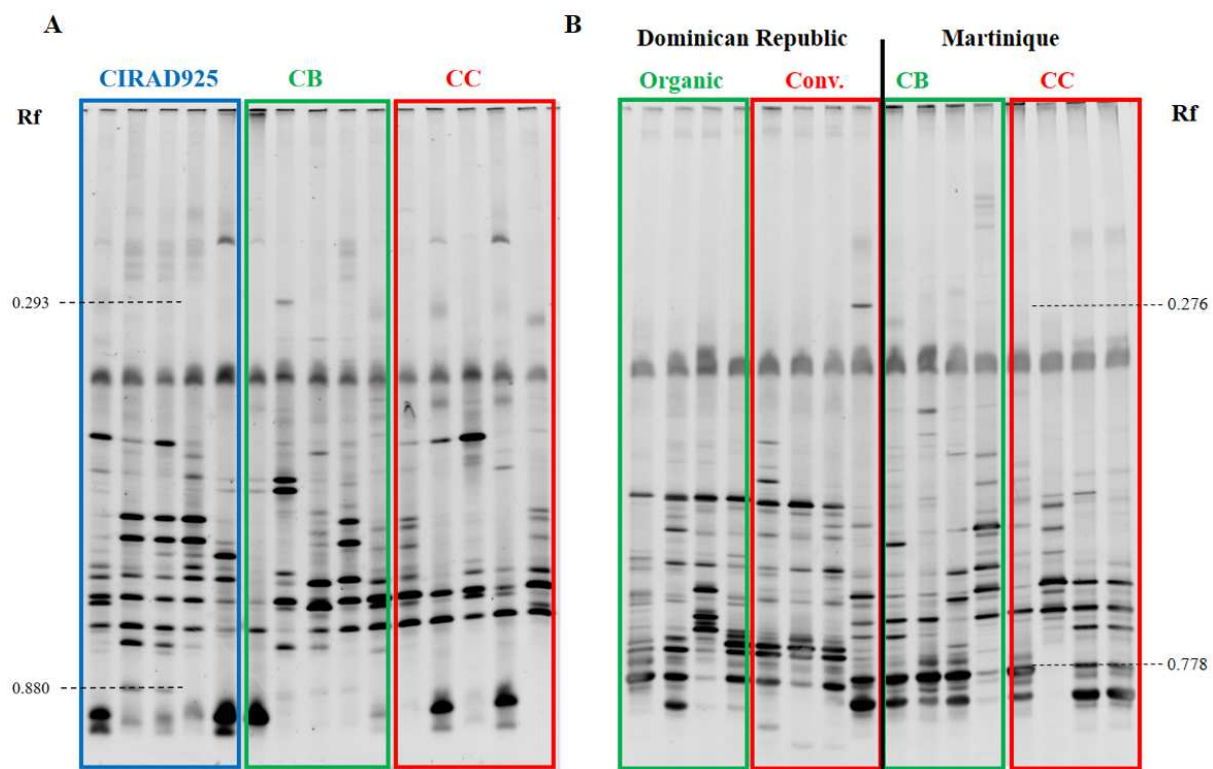 A
B
Dominican Republic
Martinique
CIRAD925
CB
CC
Organic
Conv.
CB
CC
Rf
Rf
0.293
0.276
0.778
0.880